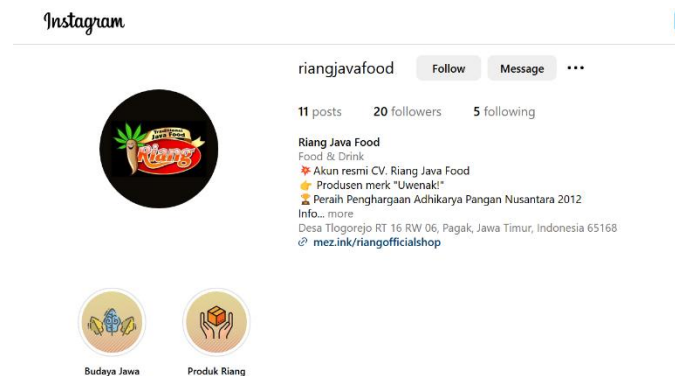 Instagram
riangjavafood Follow Message
11 posts 20 followers 5 following
Riang Java Food
Food & Drink
💥Akun resmi CV. Riang Java Food
👉 Produsen merk "Uwenak!"
🏆Peraih Penghargaan Adhikarya Pangan Nusantara 2012
Info... more
Desa Tlogorejo RT 16 RW 06, Pagak, Jawa Timur, Indonesia 65168
mez.ink/riangofficialshop
Traditional
Java Food
Riang
Budaya Jawa Produk Riang